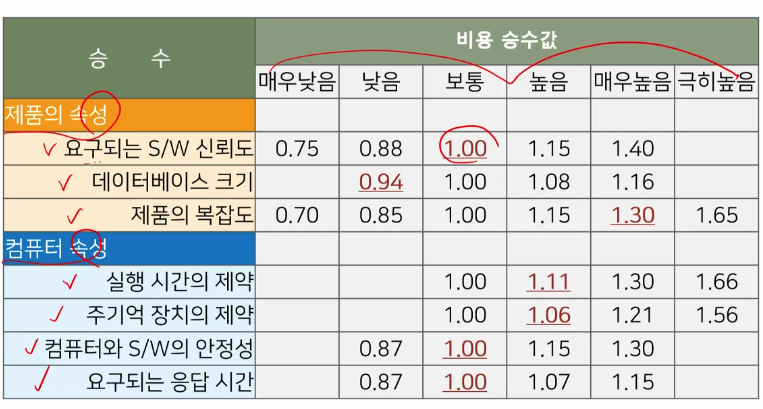 승 수 비용 승수값
매우낮음 낮음 보통 높음 매우높음 극히높음
제품의 속성
요구되는 S/W 신뢰도 0.75 0.88 1.00 1.15 1.40
데이터베이스 크기 0.94 1.00 1.08 1.16
제품의 복잡도 0.70 0.85 1.00 1.15 1.30 1.65
컴퓨터 속성
실행 시간의 제약 1.00 1.11 1.30 1.66
주기억 장치의 제약 1.00 1.06 1.21 1.56
컴퓨터와 S/W의 안정성 0.87 1.00 1.15 1.30
요구되는 응답 시간 0.87 1.00 1.07 1.15